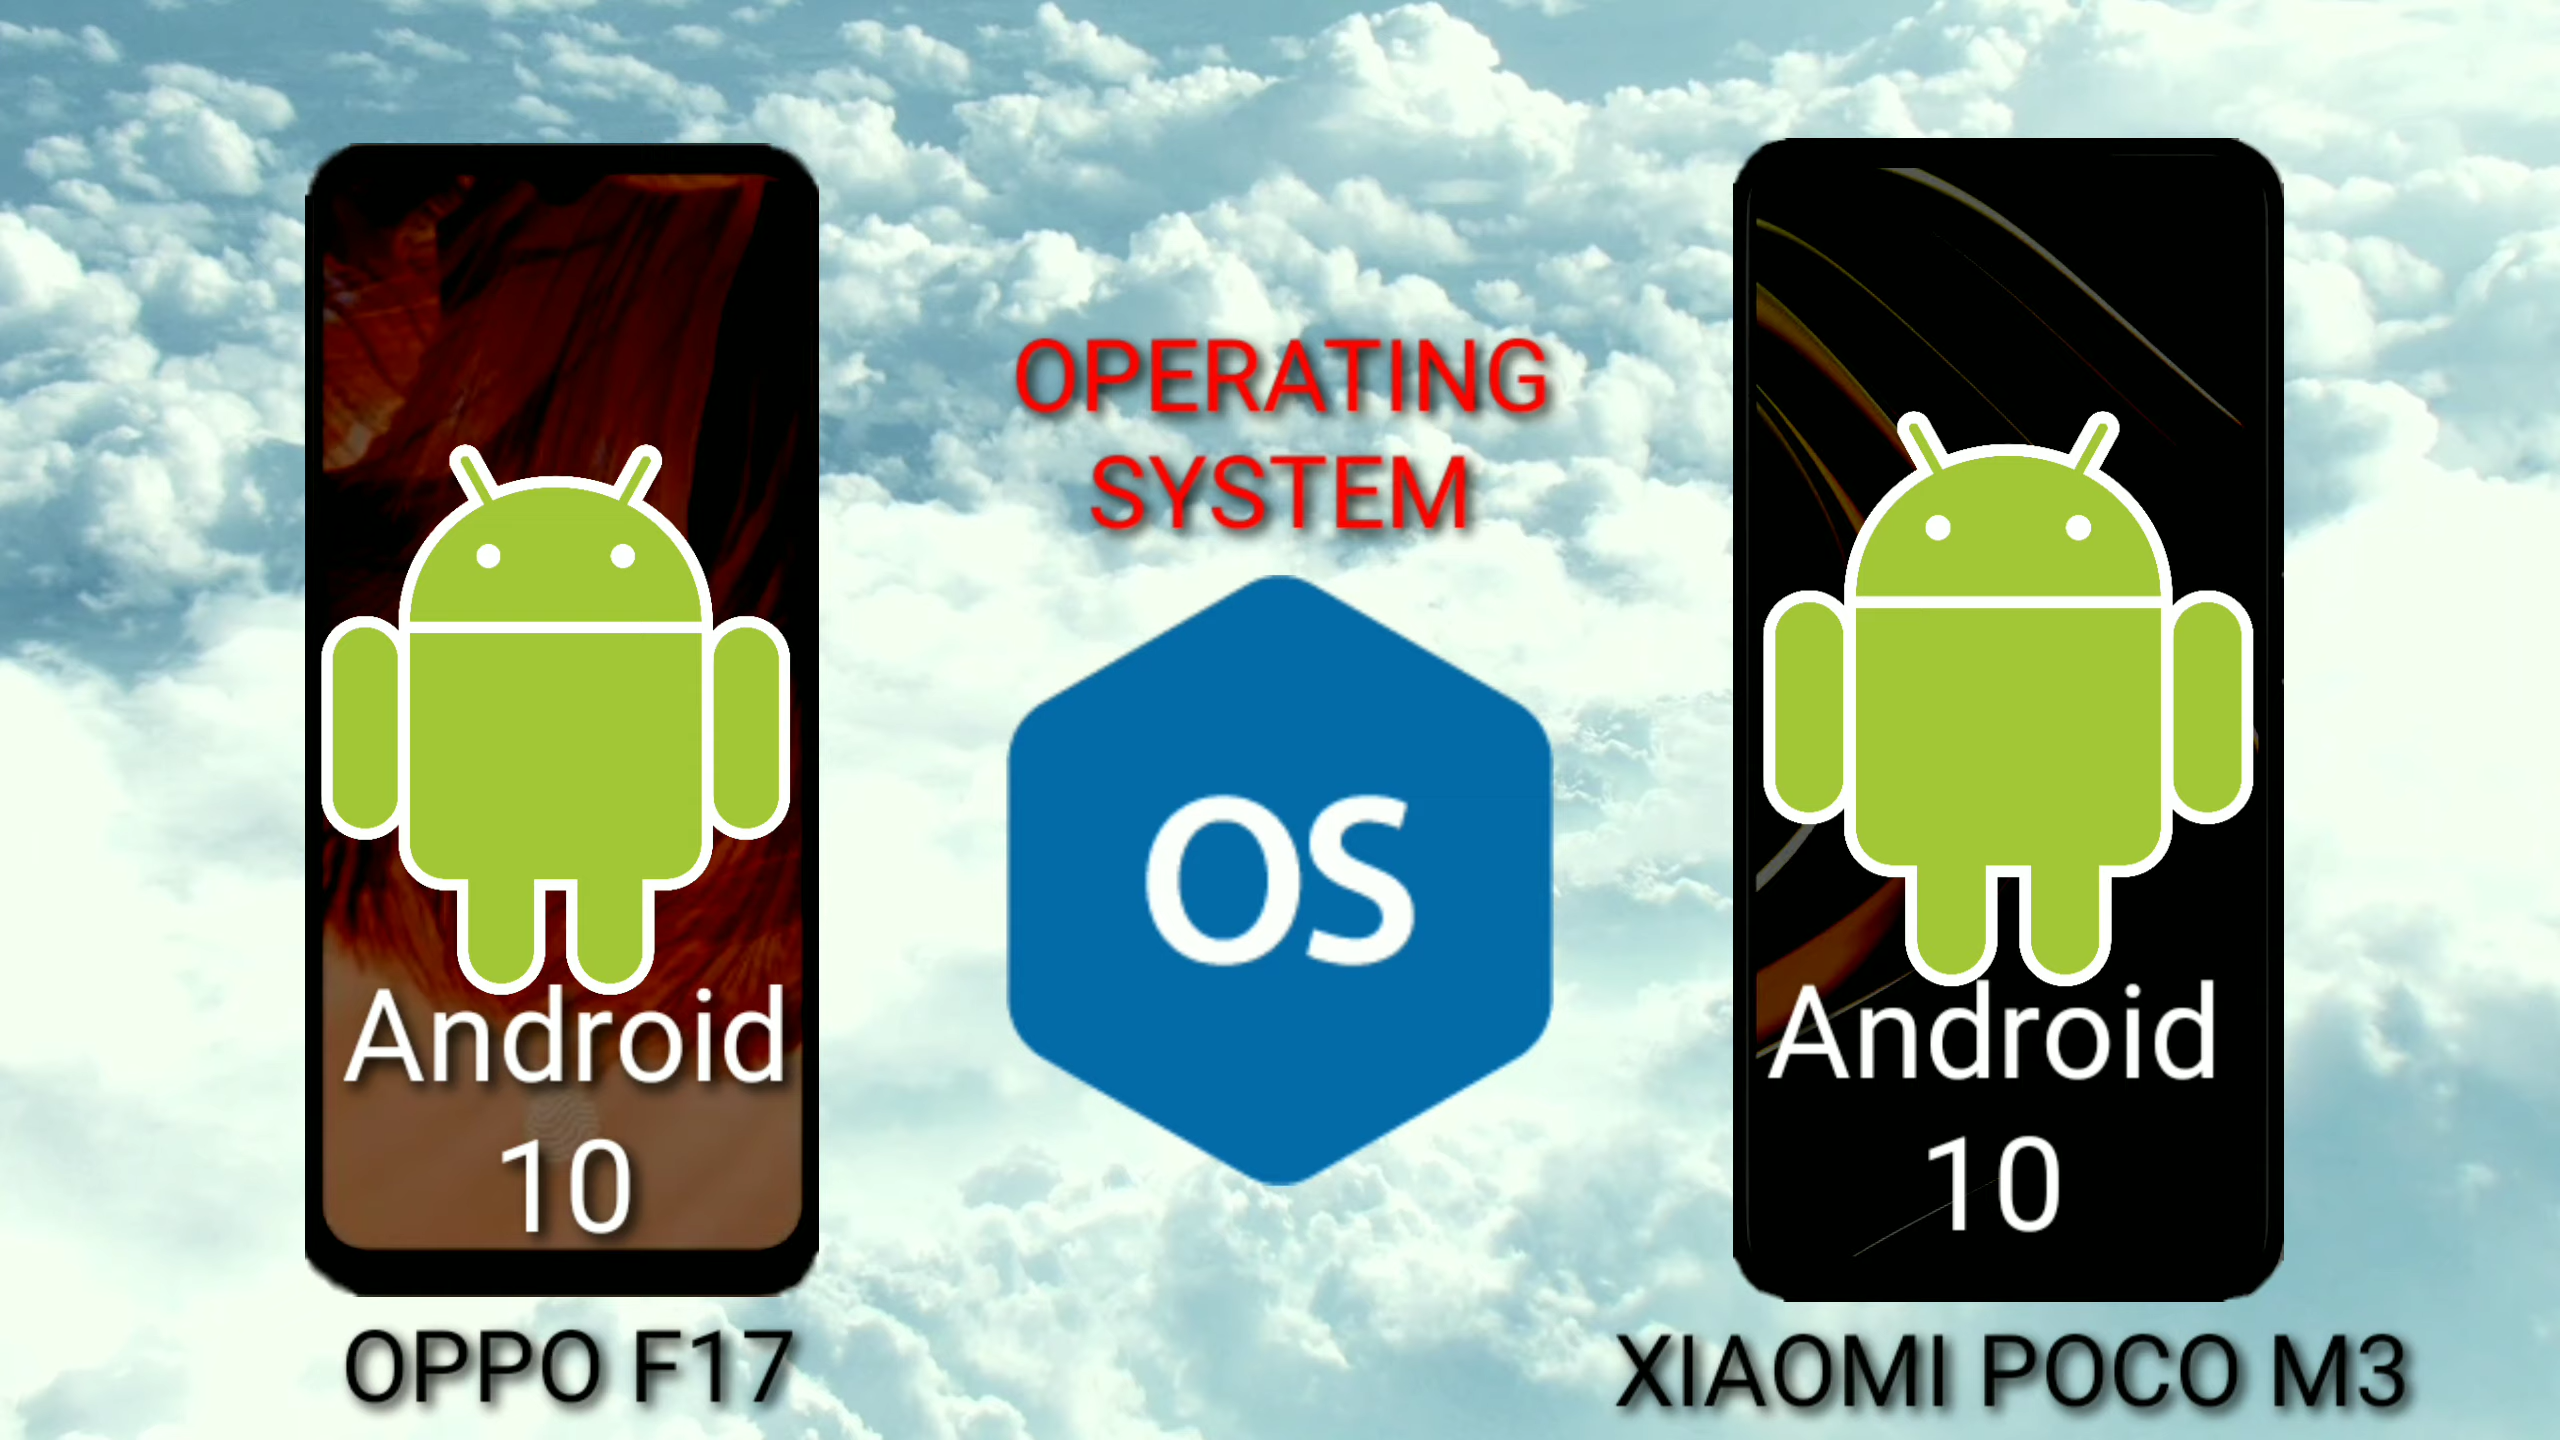 OPERATING
SYSTEM
OS
Android
10
OPPO F17
Android
10
XIAOMI POCO M3